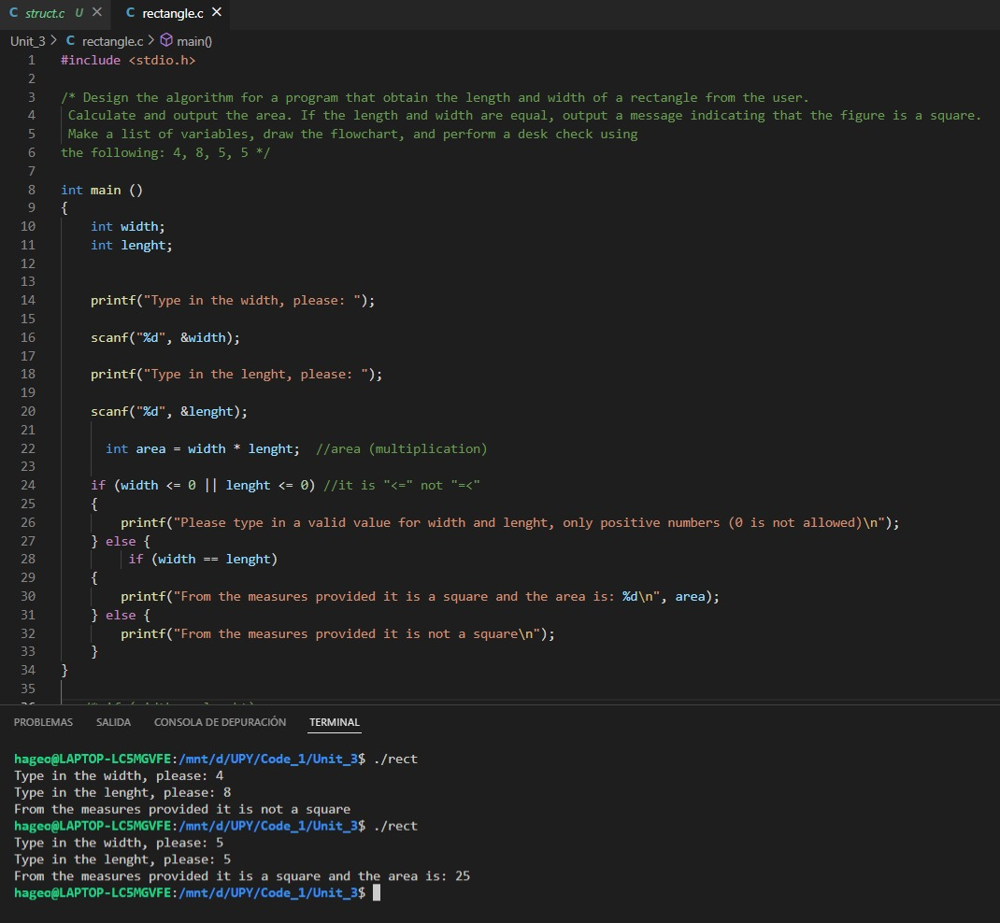 C struct.c U ×
C rectangle.c ×
Unit_3 > C rectangle.c > main()
1 #include <stdio.h>
2
3 /* Design the algorithm for a program that obtain the length and width of a rectangle from the user.
4 Calculate and output the area. If the length and width are equal, output a message indicating that the figure is a square.
5 Make a list of variables, draw the flowchart, and perform a desk check using
6 the following: 4, 8, 5, 5 */
7
8 int main ()
9 {
10 int width;
11 int lenght;
12
13
14 printf("Type in the width, please: ");
15
16 scanf("%d", &width);
17
18 printf("Type in the lenght, please: ");
19
20 scanf("%d", &lenght);
21
22 int area = width * lenght; //area (multiplication)
23
24 if (width <= 0 || lenght <= 0) //it is "<=" not "=<"
25 {
26 printf("Please type in a valid value for width and lenght, only positive numbers (0 is not allowed)\n");
27 } else {
28 if (width == lenght)
29 {
30 printf("From the measures provided it is a square and the area is: %d\n", area);
31 } else {
32 printf("From the measures provided it is not a square\n");
33 }
34 }
35
PROBLEMAS SALIDA CONSOLA DE DEPURACIÓN TERMINAL
hageo@LAPTOP-LC5MGVFE:/mnt/d/UPY/Code_1/Unit_3$ ./rect
Type in the width, please: 4
Type in the lenght, please: 8
From the measures provided it is not a square
hageo@LAPTOP-LC5MGVFE:/mnt/d/UPY/Code_1/Unit_3$ ./rect
Type in the width, please: 5
Type in the lenght, please: 5
From the measures provided it is a square and the area is: 25
hageo@LAPTOP-LC5MGVFE:/mnt/d/UPY/Code_1/Unit_3$